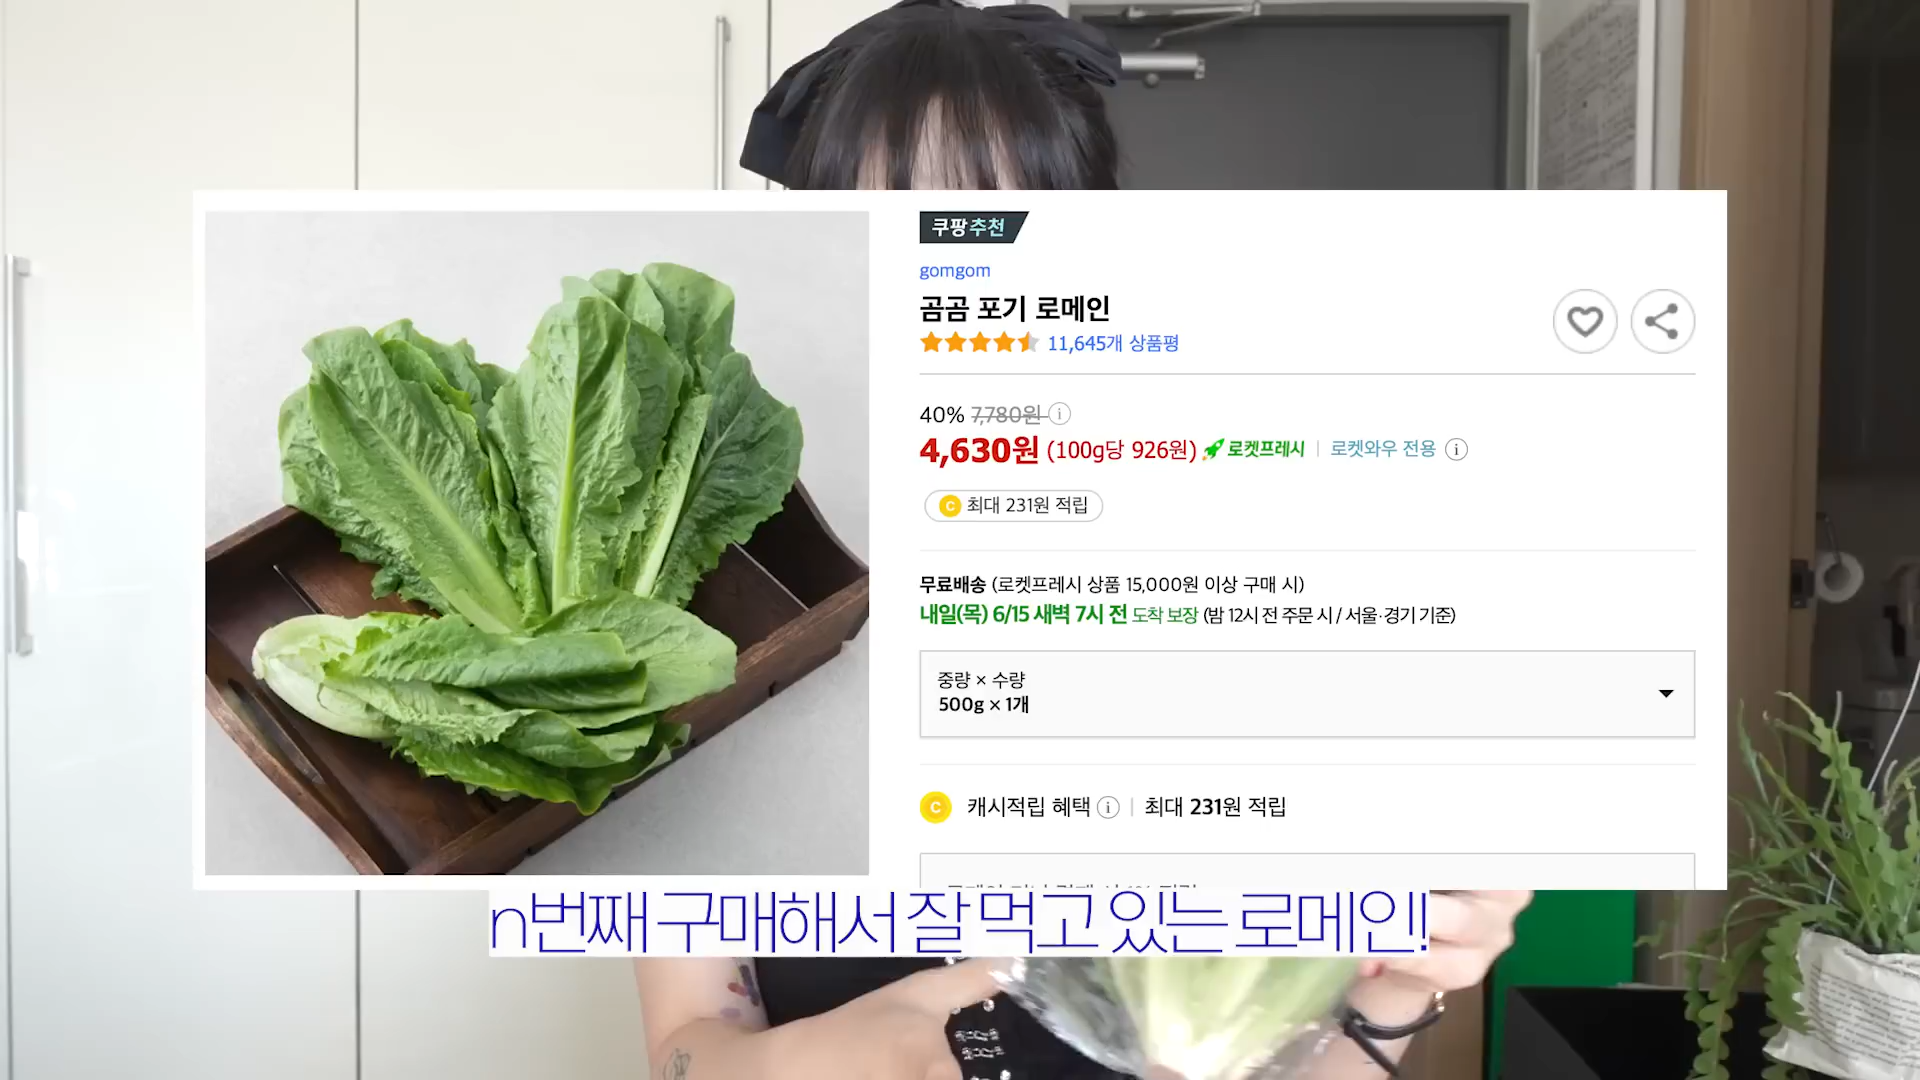 쿠팡추천
gomgom
곰곰 포기 로메인
11,645개 상품평
40% 7,780원
4,630원 (100g당 926원) 로켓프레시 | 로켓와우 전용
최대 231원 적립
무료배송 (로켓프레시 상품 15,000원 이상 구매 시)
내일(목) 6/15 새벽 7시 전 도착 보장 (밤 12시 전 주문 시 / 서울·경기 기준)
중량 × 수량
500g × 1개
캐시적립 혜택 | 최대 231원 적립
n번째 구매해서 잘 먹고 있는 로메인!